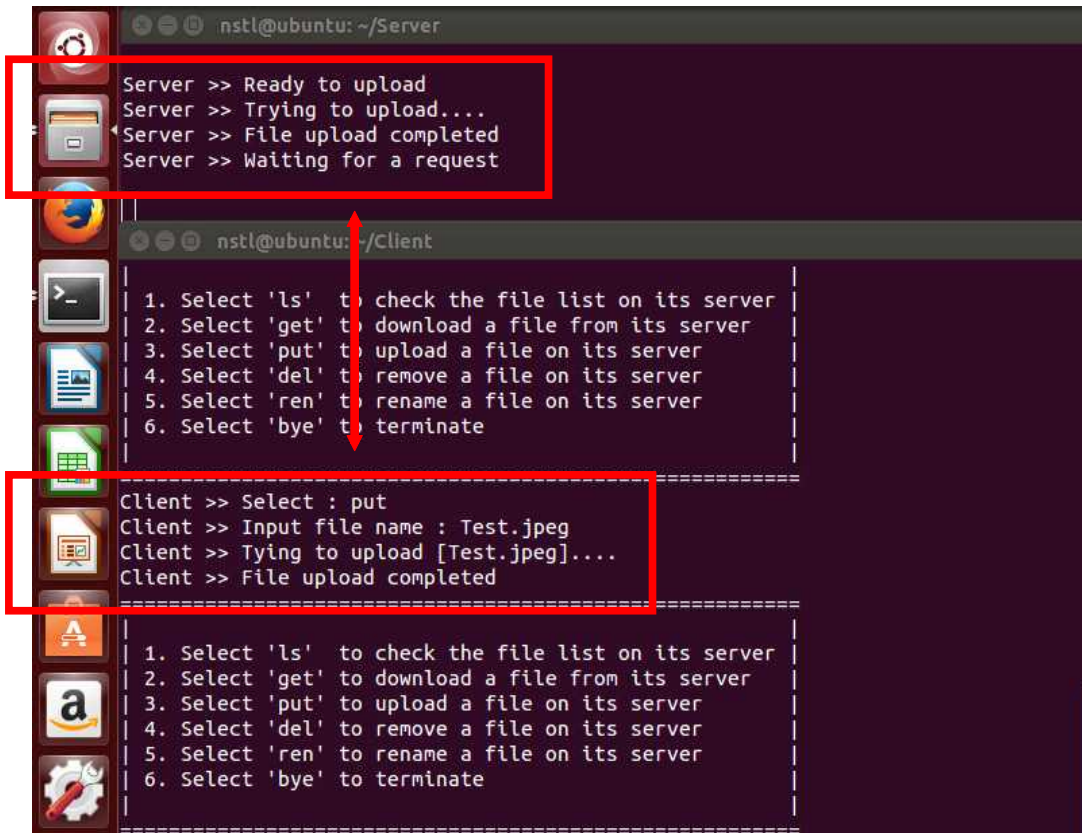 nstl@ubuntu: ~/Server
Server >> Ready to upload
Server >> Trying to upload....
Server >> File upload completed
Server >> Waiting for a request
nstl@ubuntu: ~/Client
| 1. Select 'ls' to check the file list on its server |
| 2. Select 'get' to download a file from its server |
| 3. Select 'put' to upload a file on its server |
| 4. Select 'del' to remove a file on its server |
| 5. Select 'ren' to rename a file on its server |
| 6. Select 'bye' to terminate |
Client >> Select : put
Client >> Input file name : Test.jpeg
Client >> Tying to upload [Test.jpeg]....
Client >> File upload completed
| 1. Select 'ls' to check the file list on its server |
| 2. Select 'get' to download a file from its server |
| 3. Select 'put' to upload a file on its server |
| 4. Select 'del' to remove a file on its server |
| 5. Select 'ren' to rename a file on its server |
| 6. Select 'bye' to terminate |